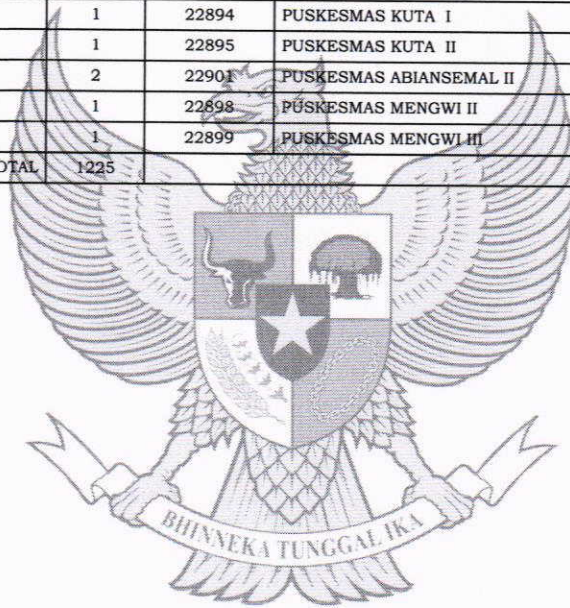 1 22894 PUSKESMAS KUTA I
1 22895 PUSKESMAS KUTA II
2 22901 PUSKESMAS ABIANSEMAL II
1 22898 PUSKESMAS MENGWI II
1 22899 PUSKESMAS MENGWI III
OTAL 1225
BHINNEKA TUNGGAL IKA